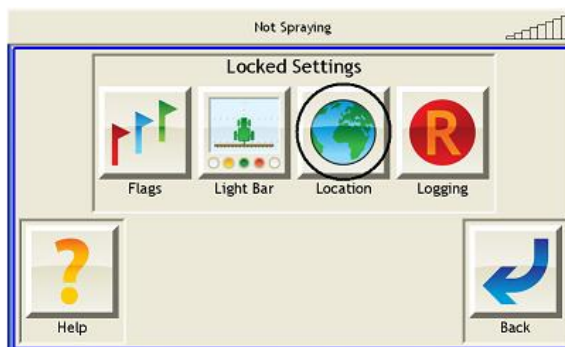 Not Spraying
Locked Settings
Flags Light Bar Location Logging
R
Help Back